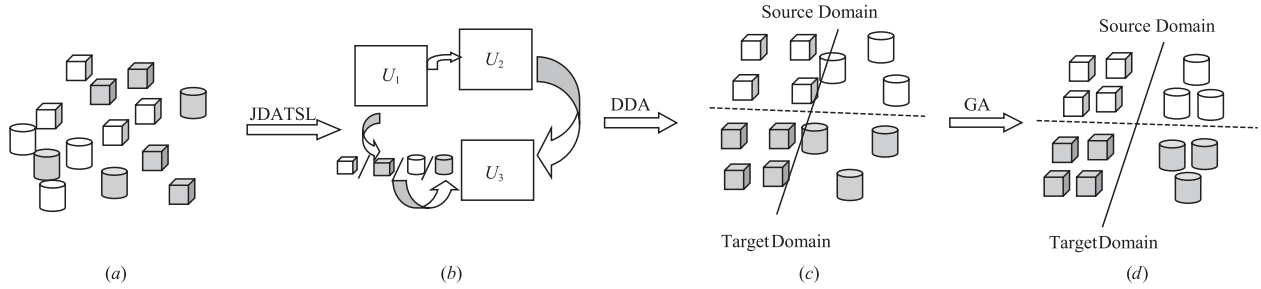 JDATSL
U1
U2
U3
DDA
Source Domain
Target Domain
GA
Source Domain
Target Domain
(a)
(b)
(c)
(d)